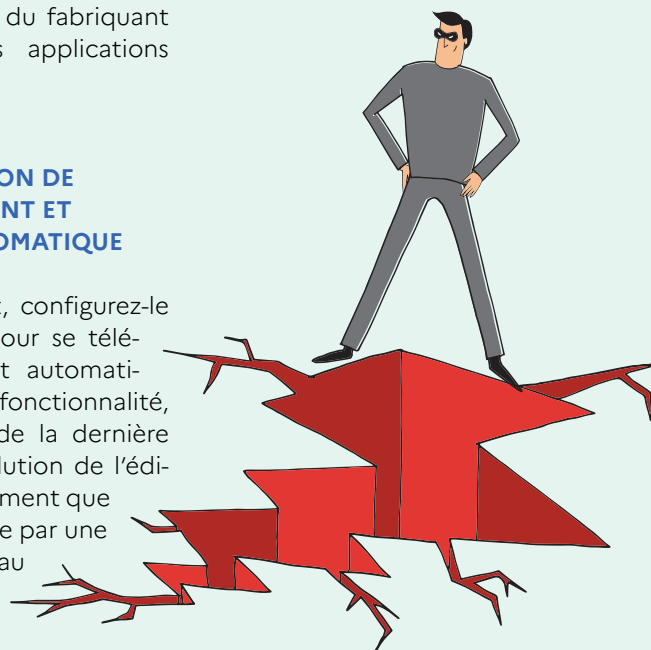 du fabriquant
s applications
ON DE
NT ET
OMATIQUE
, configurez-le
our se télé-
t automati-
fonctionnalité,
de la dernière
lution de l’édi-
ment que
e par une
au